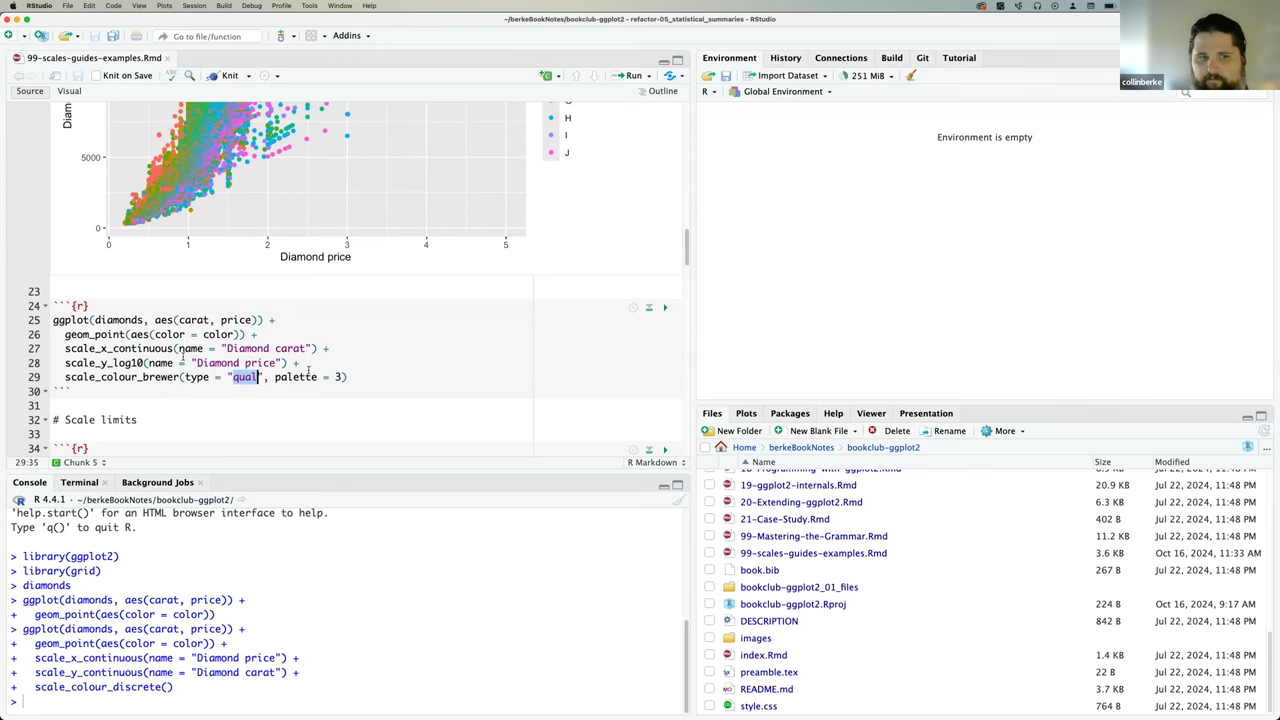 RStudio File Edit Code View Plots Session Build Debug Profile Tools Window Help
~/berkeBookNotes/bookclub-ggplot2 - refactor-05_statistical_summaries - RStudio
Go to file/function
Addins
99-scales-guides-examples.Rmd
Knit on Save
Knit
Run
Source
Visual
Outline
5000
0
0 1 2 3 4 5
Diamond price
H
I
J
23
24 ```{r}
25 ggplot(diamonds, aes(carat, price)) +
26 geom_point(aes(color = color)) +
27 scale_x_continuous(name = "Diamond carat") +
28 scale_y_log10(name = "Diamond price") +
29 scale_colour_brewer(type = "qual", palette = 3)
30 ```
31
32 # Scale limits
33
34 ```{r}
29:35
Chunk 5
R Markdown
Console
Terminal
Background Jobs
R 4.4.1 · ~/berkeBookNotes/bookclub-ggplot2/
'help.start()' for an HTML browser interface to help.
Type 'q()' to quit R.
> library(ggplot2)
> library(grid)
> diamonds
> ggplot(diamonds, aes(carat, price)) +
+ geom_point(aes(color = color))
> ggplot(diamonds, aes(carat, price)) +
+ geom_point(aes(color = color)) +
+ scale_x_continuous(name = "Diamond price") +
+ scale_y_continuous(name = "Diamond carat") +
+ scale_colour_discrete()
>
Environment
History
Connections
Build
Git
Tutorial
Import Dataset
251 MiB
R
Global Environment
Environment is empty
collinberke
Files
Plots
Packages
Help
Viewer
Presentation
New Folder
New Blank File
Delete
Rename
More
Home
berkeBookNotes
bookclub-ggplot2
Name
Size
Modified
19-ggplot2-internals.Rmd 20.9 KB Jul 22, 2024, 11:48 PM
20-Extending-ggplot2.Rmd 6.3 KB Jul 22, 2024, 11:48 PM
21-Case-Study.Rmd 402 B Jul 22, 2024, 11:48 PM
99-Mastering-the-Grammar.Rmd 11.2 KB Jul 22, 2024, 11:48 PM
99-scales-guides-examples.Rmd 3.6 KB Oct 16, 2024, 11:33 AM
book.bib 267 B Jul 22, 2024, 11:48 PM
bookclub-ggplot2_01_files
bookclub-ggplot2.Rproj 224 B Oct 16, 2024, 9:17 AM
DESCRIPTION 842 B Jul 22, 2024, 11:48 PM
images
index.Rmd 1.4 KB Jul 22, 2024, 11:48 PM
preamble.tex 22 B Jul 22, 2024, 11:48 PM
README.md 3.7 KB Jul 22, 2024, 11:48 PM
style.css 764 B Jul 22, 2024, 11:48 PM